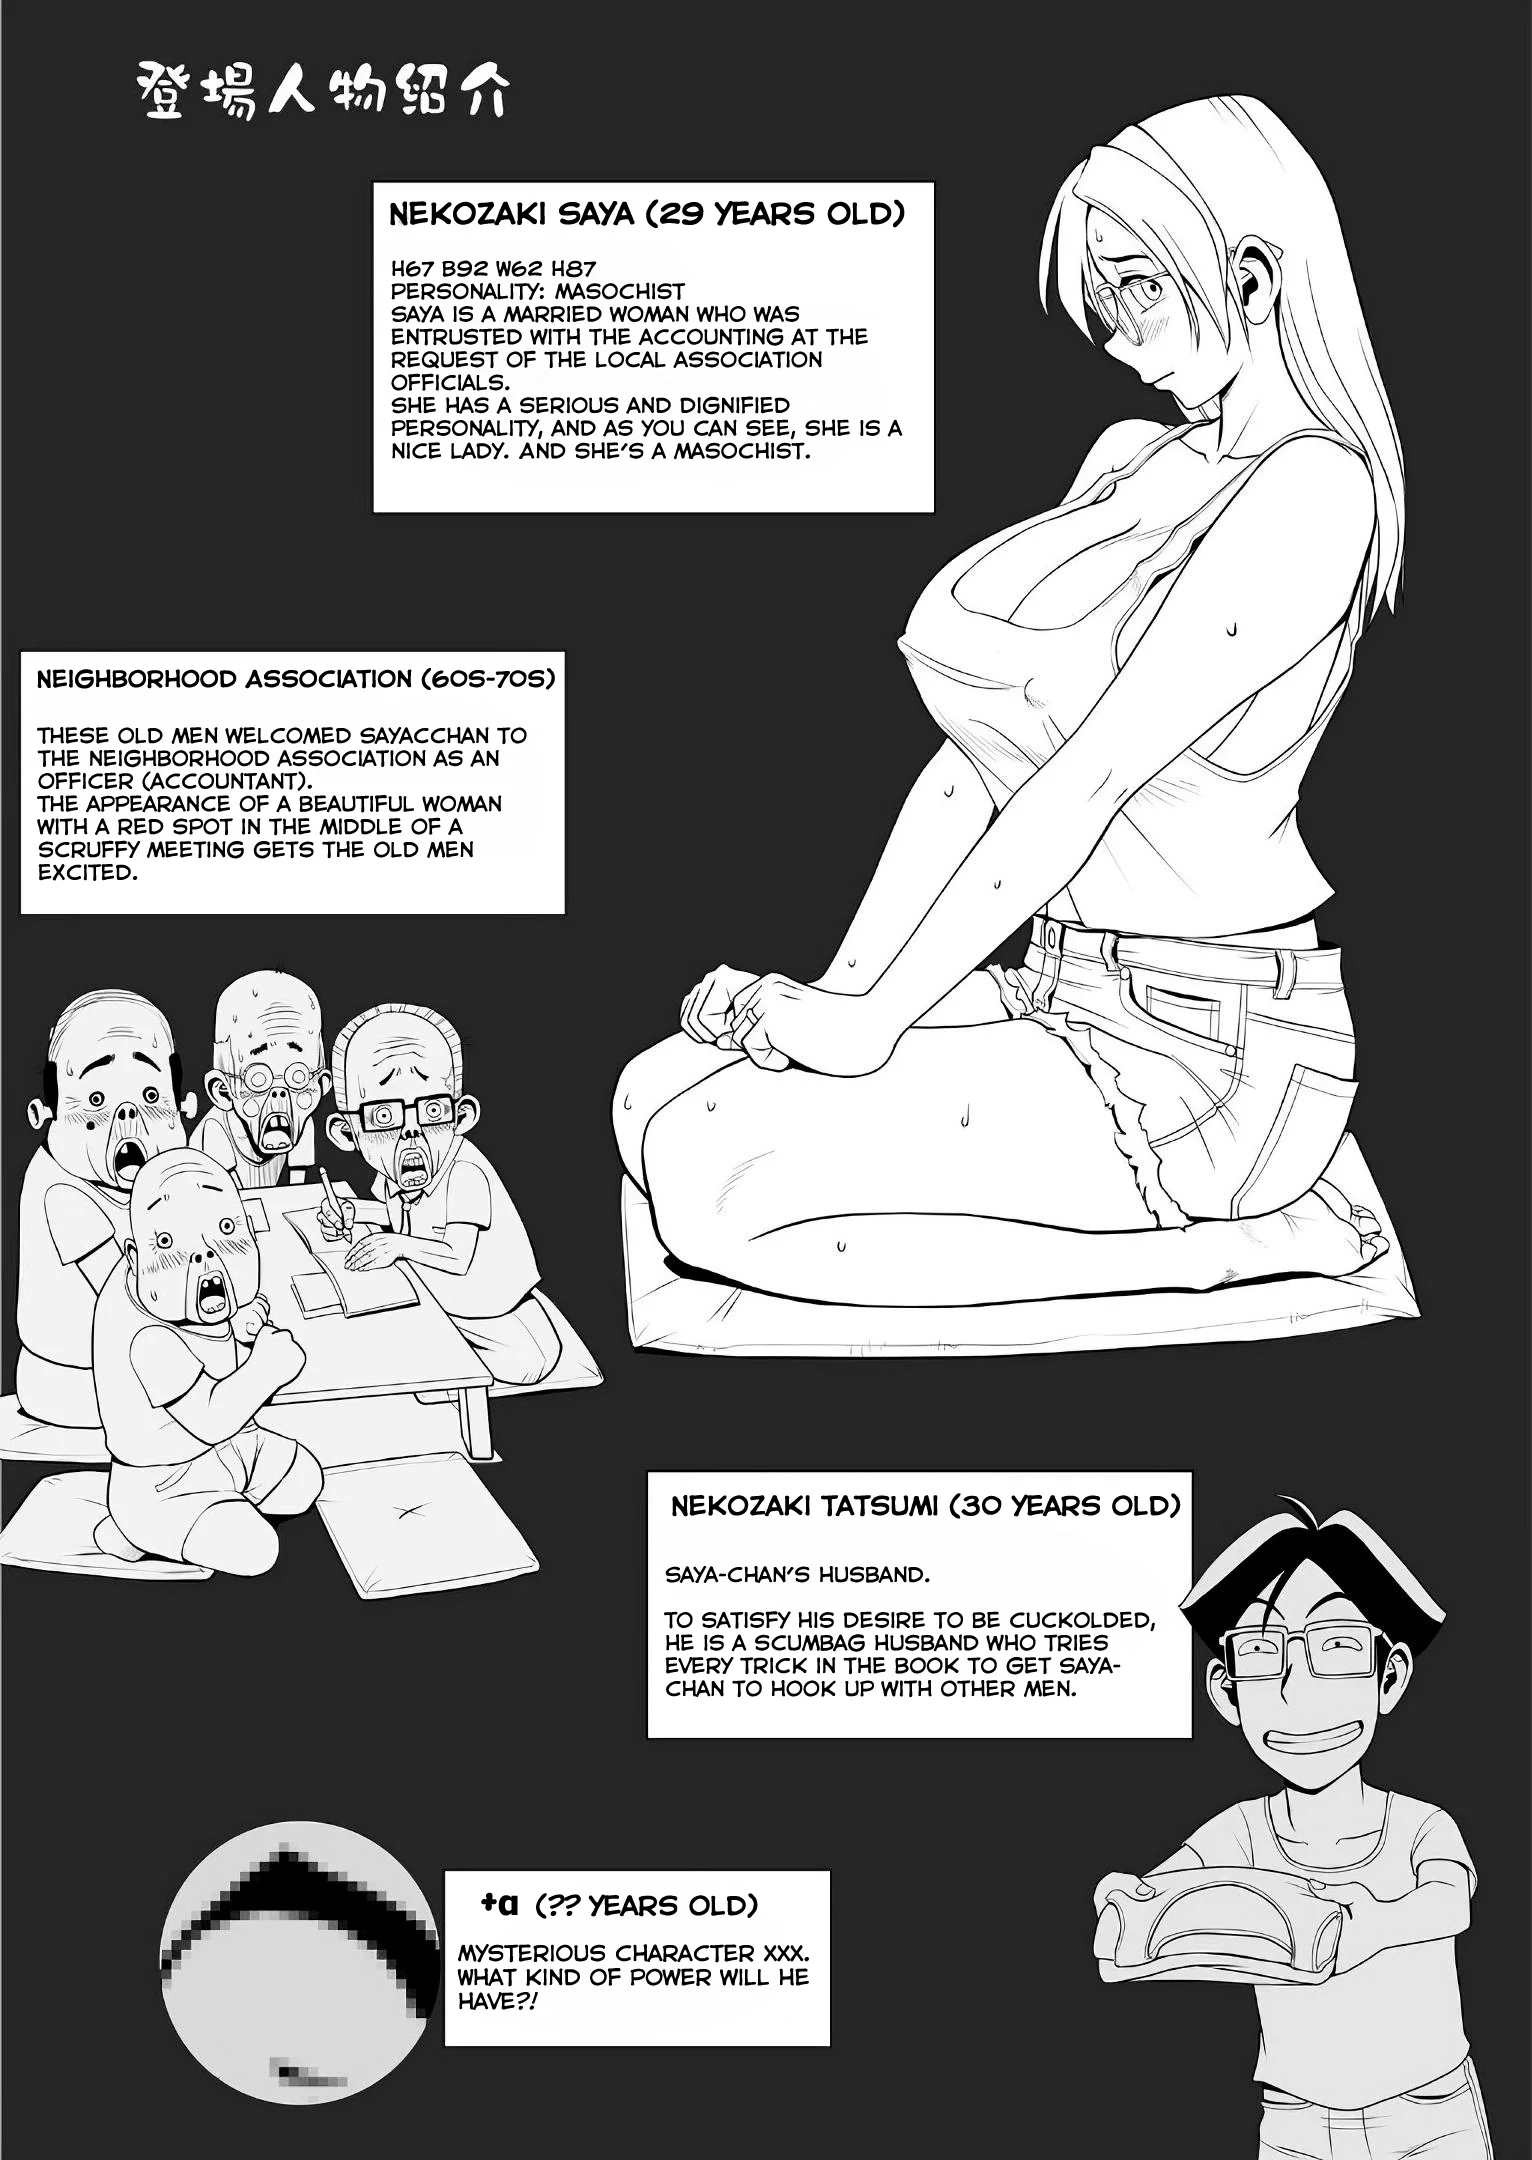 登場人物紹介
NEKOZAKI SAYA (29 YEARS OLD)
H67 B92 W62 H87
PERSONALITY: MASOCHIST
SAYA IS A MARRIED WOMAN WHO WAS
ENTRUSTED WITH THE ACCOUNTING AT THE
REQUEST OF THE LOCAL ASSOCIATION
OFFICIALS.
SHE HAS A SERIOUS AND DIGNIFIED
PERSONALITY, AND AS YOU CAN SEE, SHE IS A
NICE LADY. AND SHE'S A MASOCHIST.
NEIGHBORHOOD ASSOCIATION (60S-70S)
THESE OLD MEN WELCOMED SAYACCHAN TO
THE NEIGHBORHOOD ASSOCIATION AS AN
OFFICER (ACCOUNTANT).
THE APPEARANCE OF A BEAUTIFUL WOMAN
WITH A RED SPOT IN THE MIDDLE OF A
SCRUFFY MEETING GETS THE OLD MEN
EXCITED.
NEKOZAKI TATSUMI (30 YEARS OLD)
SAYA-CHAN'S HUSBAND.
TO SATISFY HIS DESIRE TO BE CUCKOLDED,
HE IS A SCUMBAG HUSBAND WHO TRIES
EVERY TRICK IN THE BOOK TO GET SAYA-
CHAN TO HOOK UP WITH OTHER MEN.
+α (?? YEARS OLD)
MYSTERIOUS CHARACTER XXX.
WHAT KIND OF POWER WILL HE
HAVE?!